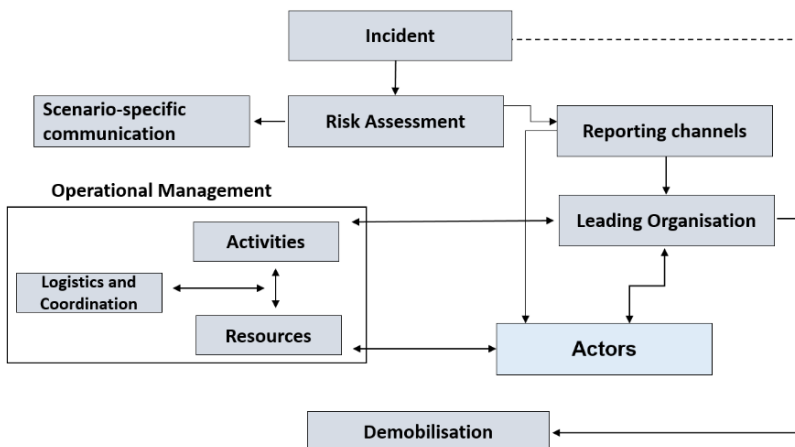 Incident
Scenario-specific
communication
Risk Assessment
Reporting channels
Operational Management
Leading Organisation
Activities
Logistics and
Coordination
Resources
Actors
Demobilisation